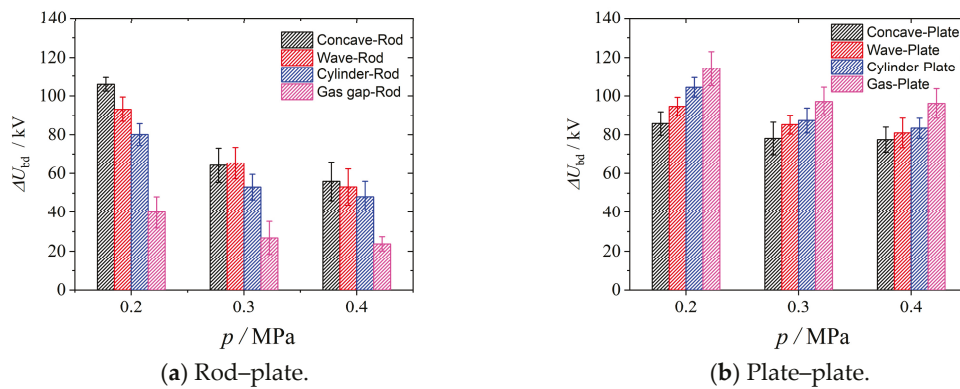 140
120
100
80
60
40
20
0
ΔU_bd / kV
Concave-Rod
Wave-Rod
Cylinder-Rod
Gas gap-Rod
0.2 0.3 0.4
p / MPa
(a) Rod–plate.
140
120
100
80
60
40
20
0
ΔU_bd / kV
Concave-Plate
Wave-Plate
Cylinder-Plate
Gas-Plate
0.2 0.3 0.4
p / MPa
(b) Plate–plate.